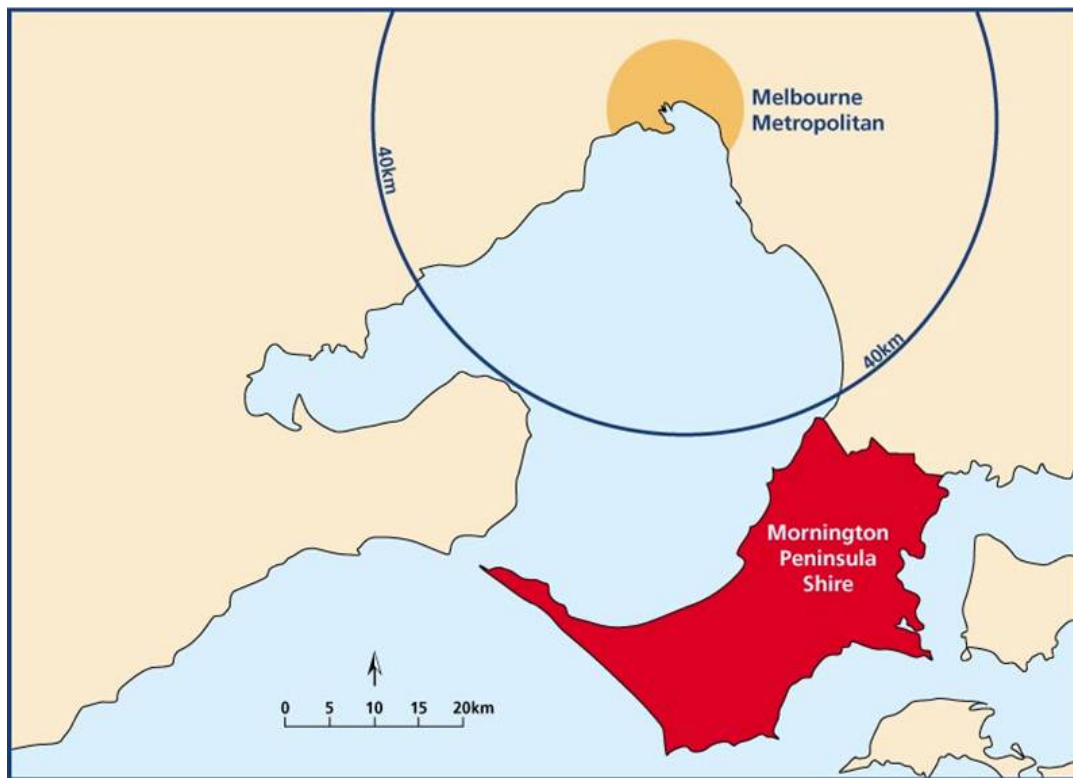 Melbourne
Metropolitan
40km
40km
Mornington
Peninsula
Shire
0 5 10 15 20km